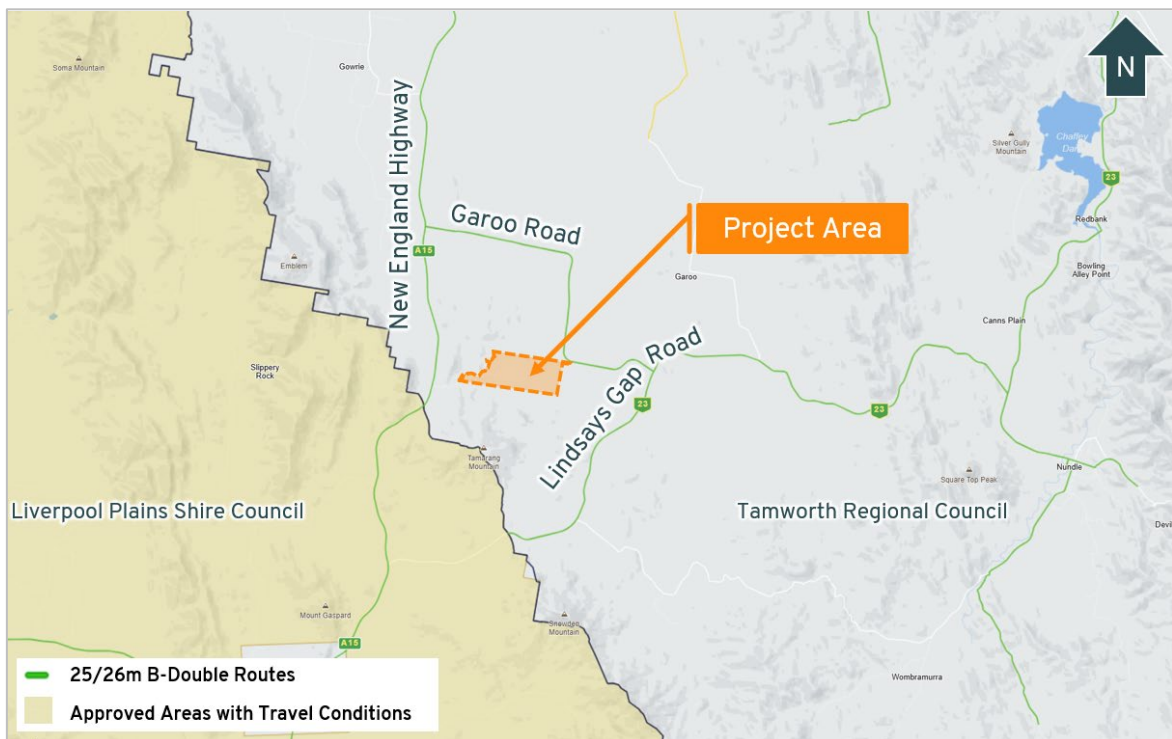 Soma Mountain
Gowrie
N
New England Highway
Silver Gully
Mountain
Chaffey
Dam
23
Redbank
Garoo Road
Project Area
A15
Emblem
Garoo
Bowling
Alley Point
Canns Plain
Slippery
Rock
Lindsays Gap Road
23
23
Tamarang
Mountain
Square Top Peak
Nundle
Liverpool Plains Shire Council
Tamworth Regional Council
Devil
Mount Gaspard
Snowden
Mountain
A15
Wombramurra
25/26m B-Double Routes
Approved Areas with Travel Conditions